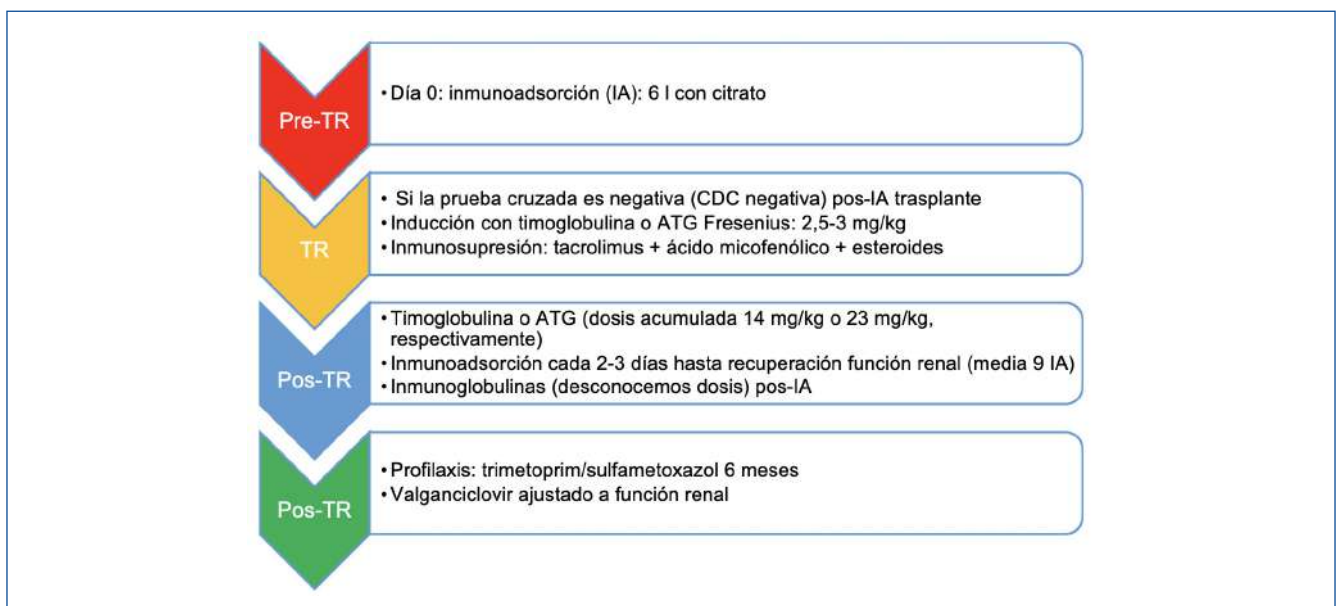 Pre-TR
• Día 0: inmunoadsorción (IA): 6 l con citrato
TR
• Si la prueba cruzada es negativa (CDC negativa) pos-IA trasplante
• Inducción con timoglobulina o ATG Fresenius: 2,5-3 mg/kg
• Inmunosupresión: tacrolimus + ácido micofenólico + esteroides
Pos-TR
• Timoglobulina o ATG (dosis acumulada 14 mg/kg o 23 mg/kg,
respectivamente)
• Inmunoadsorción cada 2-3 días hasta recuperación función renal (media 9 IA)
• Inmunoglobulinas (desconocemos dosis) pos-IA
Pos-TR
• Profilaxis: trimetoprim/sulfametoxazol 6 meses
• Valganciclovir ajustado a función renal